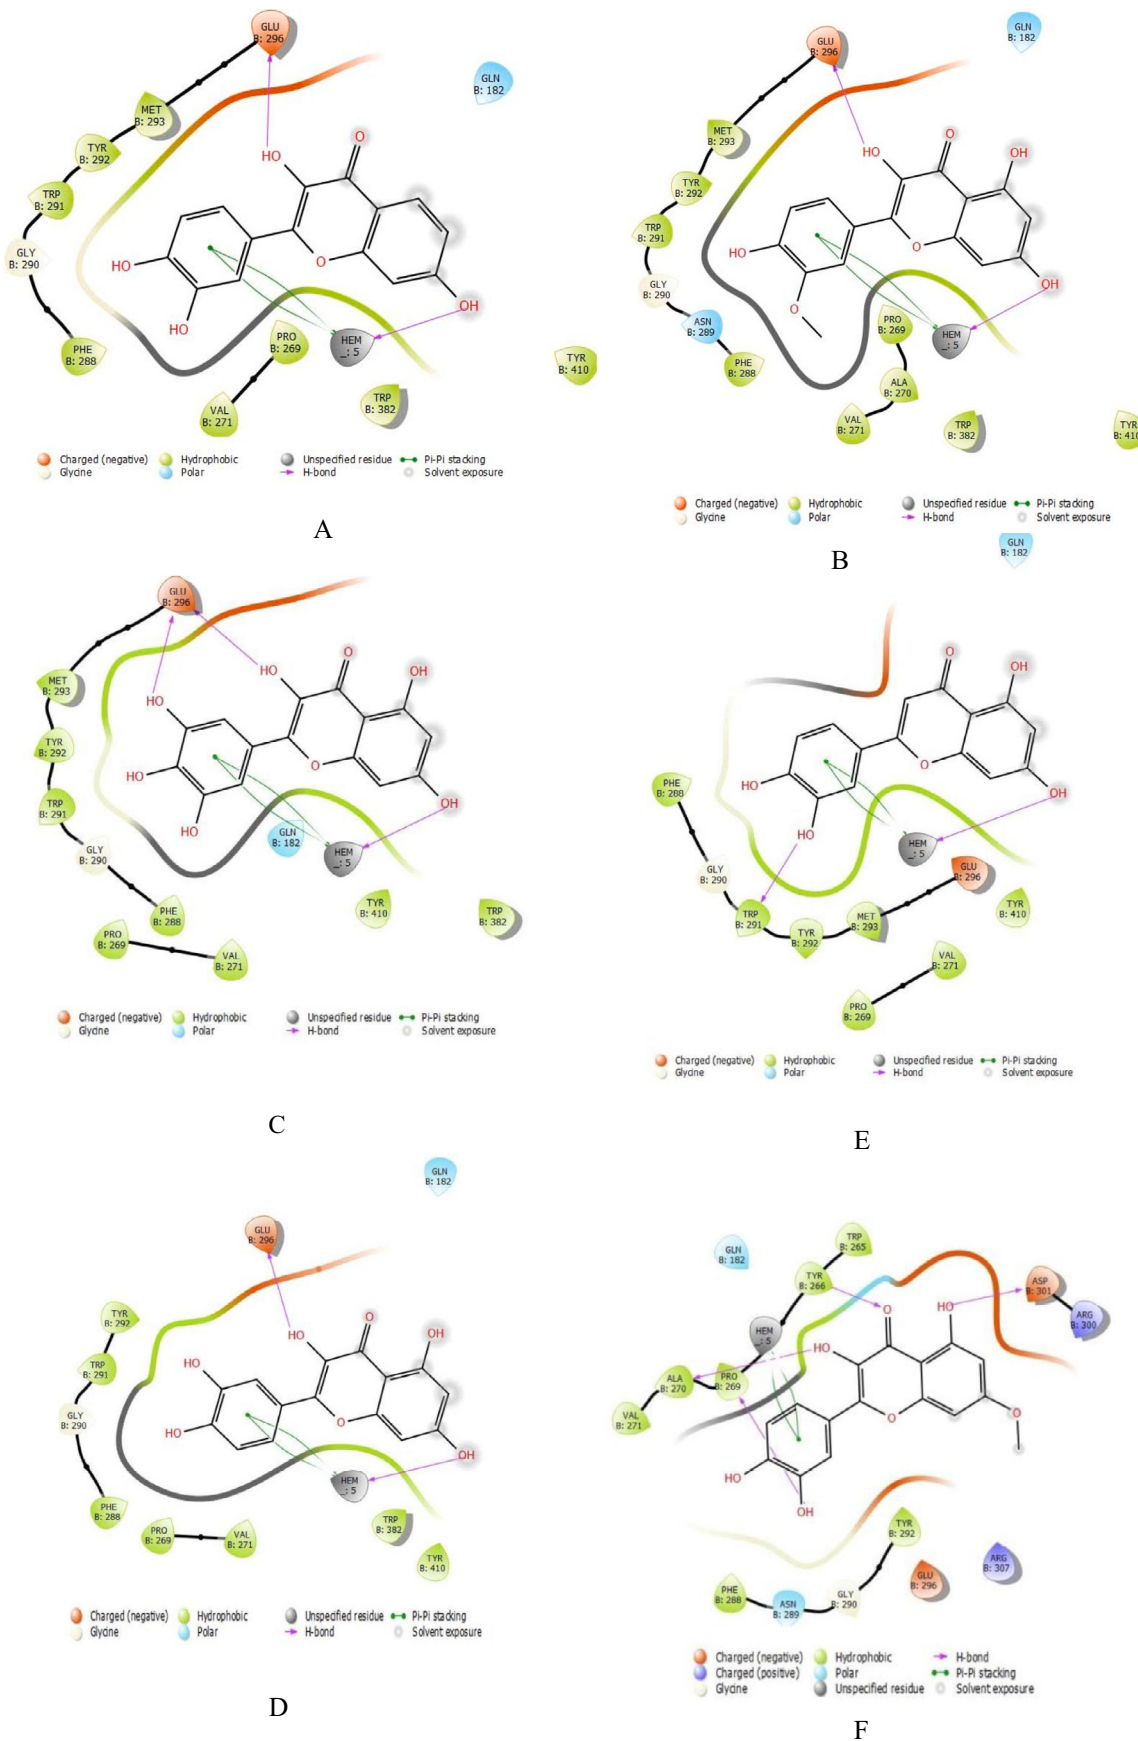 GLU
B: 296
GLN
B: 182
MET
B: 293
TYR
B: 292
TRP
B: 291
GLY
B: 290
PHE
B: 288
O
HO
HO
HO
O
OH
PRO
B: 269
HEM
_: 5
VAL
B: 271
TRP
B: 382
TYR
B: 410
Charged (negative) Hydrophobic Unspecified residue Pi-Pi stacking
Glycine Polar H-bond Solvent exposure
A
GLN
B: 182
GLU
B: 296
MET
B: 293
TYR
B: 292
TRP
B: 291
GLY
B: 290
ASN
B: 289
PHE
B: 288
O
OH
HO
HO
O
OH
O
PRO
B: 269
HEM
_: 5
ALA
B: 270
VAL
B: 271
TRP
B: 382
TYR
B: 410
Charged (negative) Hydrophobic Unspecified residue Pi-Pi stacking
Glycine Polar H-bond Solvent exposure
B
GLU
B: 296
MET
B: 293
TYR
B: 292
TRP
B: 291
GLY
B: 290
PHE
B: 288
O
OH
HO
HO
HO
O
OH
OH
GLN
B: 182
HEM
_: 5
TYR
B: 410
TRP
B: 382
PRO
B: 269
VAL
B: 271
Charged (negative) Hydrophobic Unspecified residue Pi-Pi stacking
Glycine Polar H-bond Solvent exposure
C
GLN
B: 182
O
OH
HO
O
OH
HO
PHE
B: 288
GLY
B: 290
TRP
B: 291
TYR
B: 292
MET
B: 293
HEM
_: 5
GLU
B: 296
TYR
B: 410
VAL
B: 271
PRO
B: 269
Charged (negative) Hydrophobic Unspecified residue Pi-Pi stacking
Glycine Polar H-bond Solvent exposure
E
GLN
B: 182
GLU
B: 296
TYR
B: 292
TRP
B: 291
GLY
B: 290
PHE
B: 288
O
OH
HO
HO
HO
O
OH
HEM
_: 5
PRO
B: 269
VAL
B: 271
TRP
B: 382
TYR
B: 410
Charged (negative) Hydrophobic Unspecified residue Pi-Pi stacking
Glycine Polar H-bond Solvent exposure
D
GLN
B: 182
TRP
B: 265
TYR
B: 266
HEM
_: 5
ASP
B: 301
ARG
B: 300
ALA
B: 270
PRO
B: 269
VAL
B: 271
O
HO
HO
O
O
HO
OH
TYR
B: 292
GLU
B: 296
ARG
B: 307
PHE
B: 288
ASN
B: 289
GLY
B: 290
Charged (negative) Hydrophobic H-bond
Charged (positive) Polar Pi-Pi stacking
Glycine Unspecified residue Solvent exposure
F